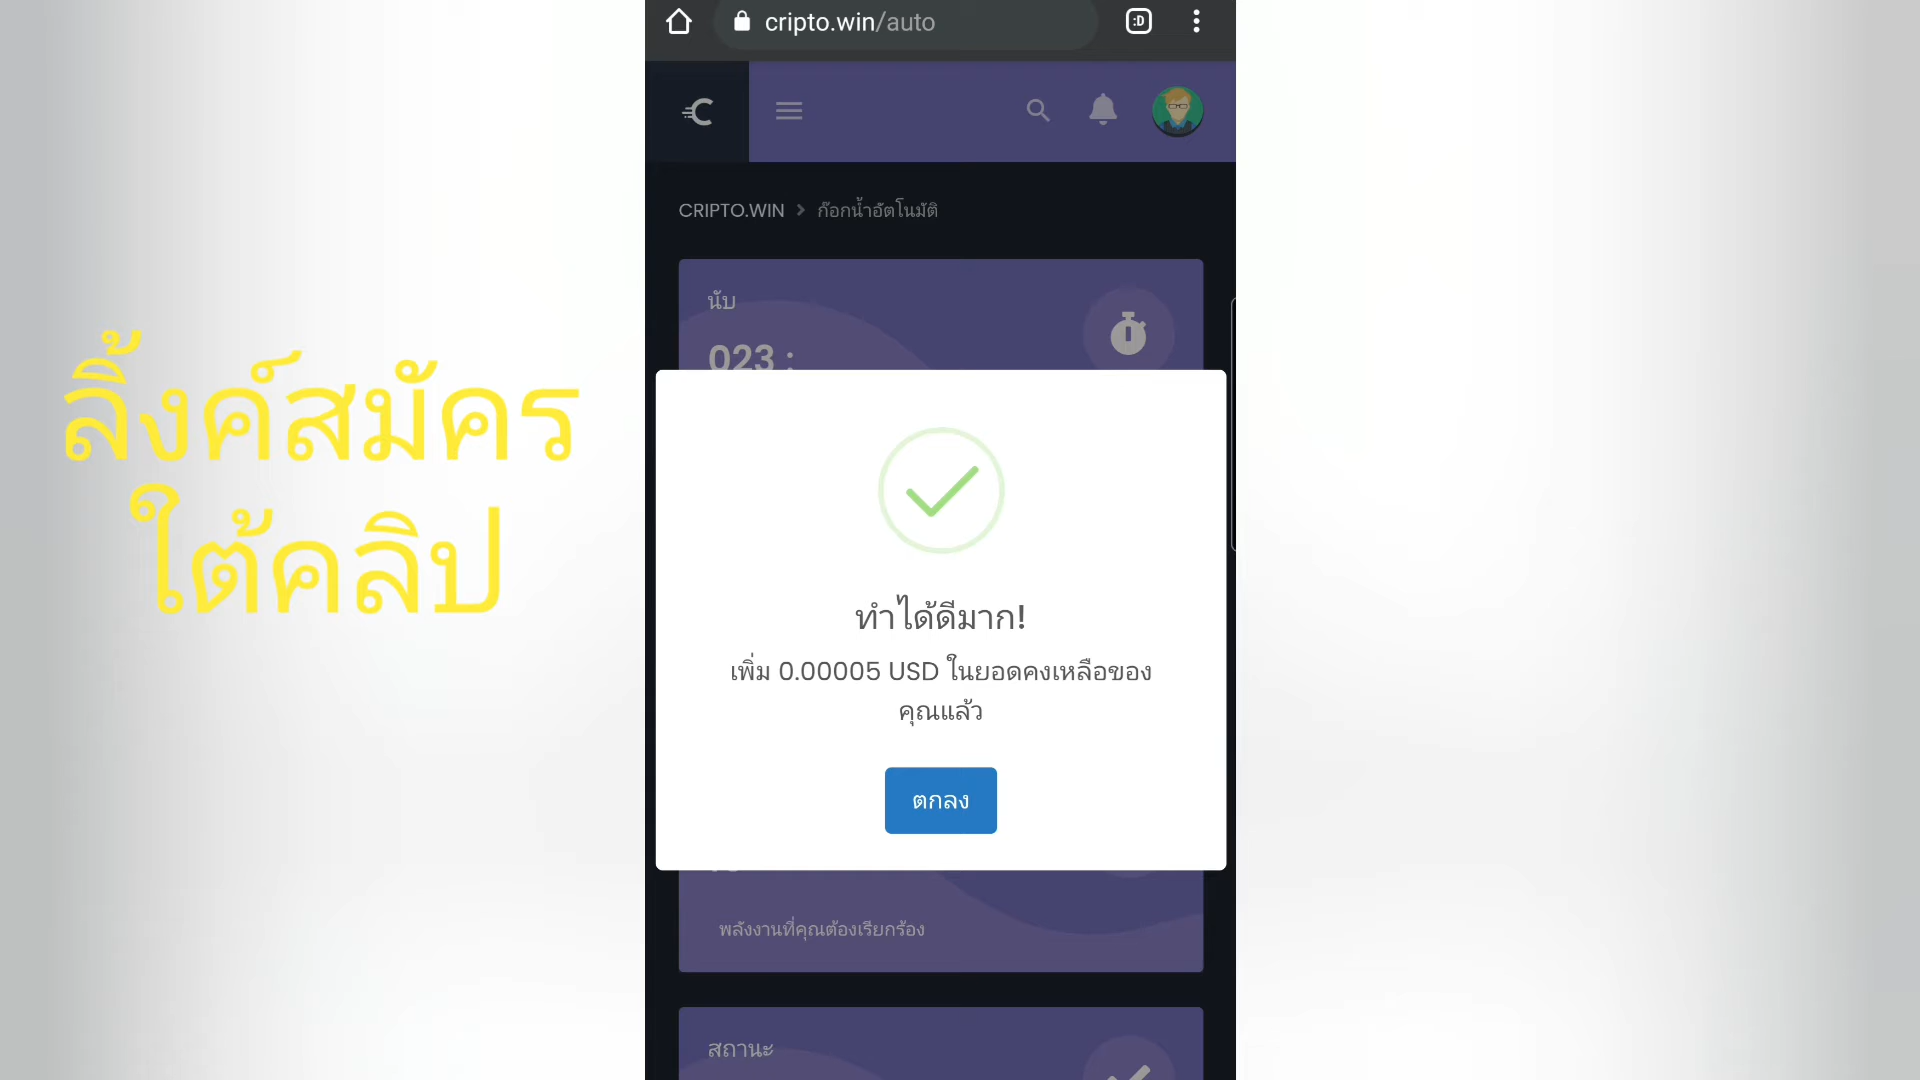 cripto.win/auto
:D
CRIPTO.WIN > ก๊อกน้ำอัตโนมัติ
นับ
023 :
ลิ้งค์สมัคร
ใต้คลิป
ทำได้ดีมาก!
เพิ่ม 0.00005 USD ในยอดคงเหลือของ
คุณแล้ว
ตกลง
พลังงานที่คุณต้องเรียกร้อง
สถานะ